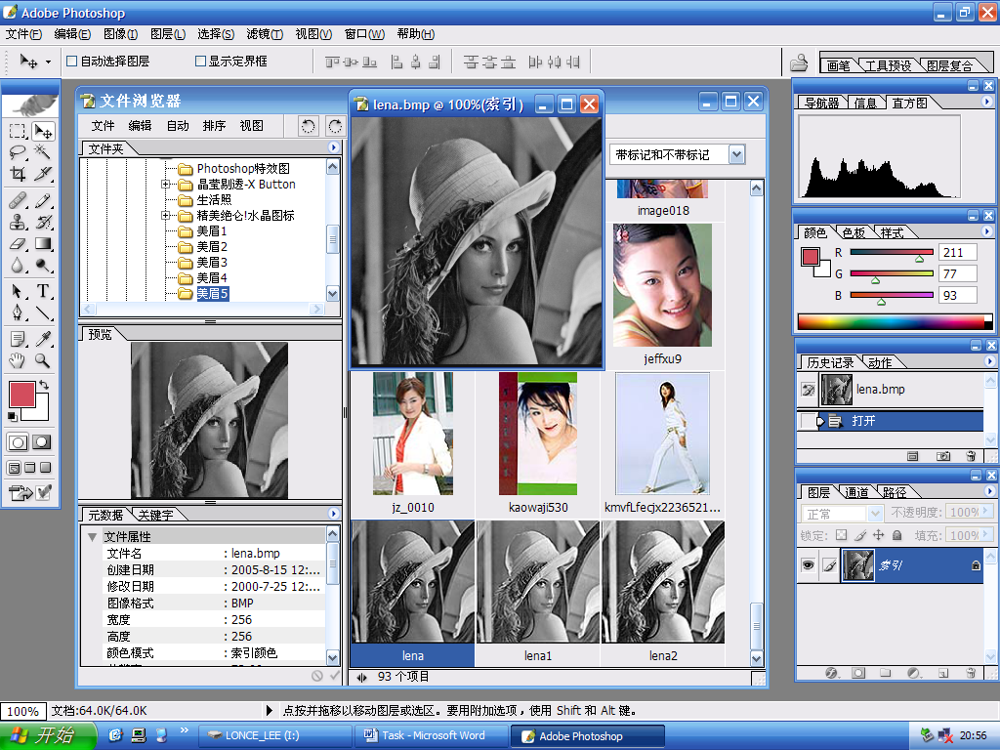 Adobe Photoshop
文件(F) 编辑(E) 图像(I) 图层(L) 选择(S) 滤镜(T) 视图(V) 窗口(W) 帮助(H)
自动选择图层 显示定界框
画笔 工具预设 图层复合
文件浏览器
文件 编辑 自动 排序 视图
文件夹
Photoshop特效图
晶莹剔透-X Button
生活照
精美绝仑!水晶图标
美眉1
美眉2
美眉3
美眉4
美眉5
预览
元数据 关键字
文件属性
文件名 : lena.bmp
创建日期 : 2005-8-15 12:...
修改日期 : 2000-7-25 12:...
图像格式 : BMP
宽度 : 256
高度 : 256
颜色模式 : 索引颜色
lena.bmp @ 100%(索引)
带标记和不带标记
image018
jeffxu9
jz_0010
kaowaji530
kmvfLfecjx2236521...
lena
lena1
lena2
93 个项目
导航器 信息 直方图
颜色 色板 样式
R 211
G 77
B 93
历史记录 动作
lena.bmp
打开
图层 通道 路径
正常 不透明度: 100%
锁定: 填充: 100%
索引
100% 文档:64.0K/64.0K 点按并拖移以移动图层或选区。要用附加选项，使用 Shift 和 Alt 键。
开始 LONCE_LEE (I:) Task - Microsoft Word Adobe Photoshop 20:56